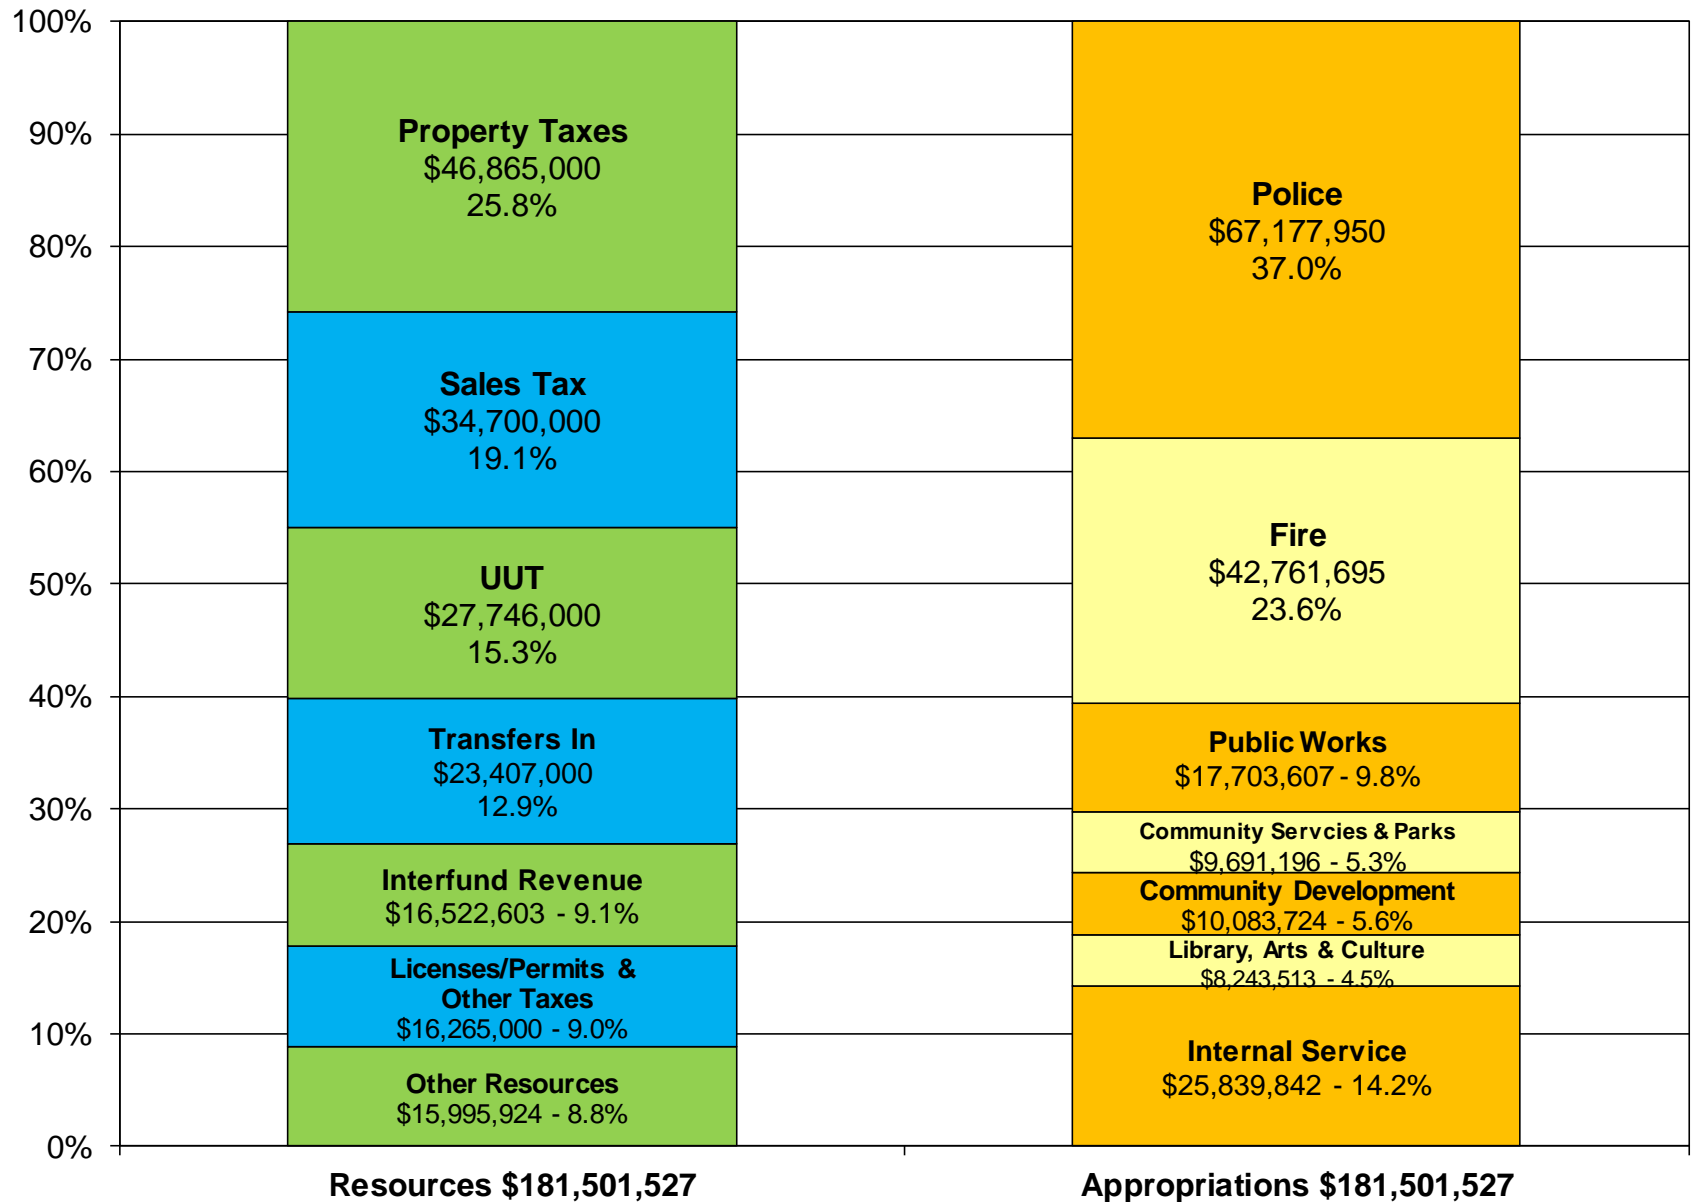 100%
90%
80%
70%
60%
50%
40%
30%
20%
10%
0%
Property Taxes
$46,865,000
25.8%
Sales Tax
$34,700,000
19.1%
UUT
$27,746,000
15.3%
Transfers In
$23,407,000
12.9%
Interfund Revenue
$16,522,603 - 9.1%
Licenses/Permits &
Other Taxes
$16,265,000 - 9.0%
Other Resources
$15,995,924 - 8.8%
Resources $181,501,527
Police
$67,177,950
37.0%
Fire
$42,761,695
23.6%
Public Works
$17,703,607 - 9.8%
Community Servcies & Parks
$9,691,196 - 5.3%
Community Development
$10,083,724 - 5.6%
Library, Arts & Culture
$8,243,513 - 4.5%
Internal Service
$25,839,842 - 14.2%
Appropriations $181,501,527